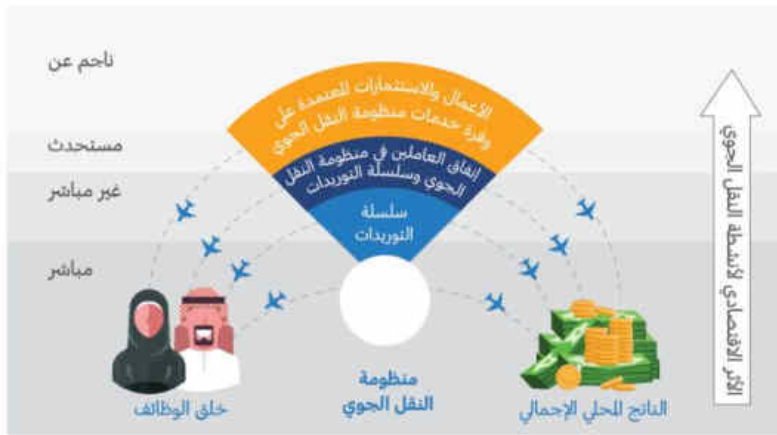 ناجم عن
مستحدث
غير مباشر
مباشر
الأعمال والاستثمارات المعتمدة على
وفرة خدمات منظومة النقل الجوي
إنفاق العاملين في منظومة النقل
الجوي وسلسلة التوريدات
سلسلة
التوريدات
الأثر الاقتصادي لأنشطة النقل الجوي
خلق الوظائف
منظومة
النقل الجوي
الناتج المحلي الإجمالي